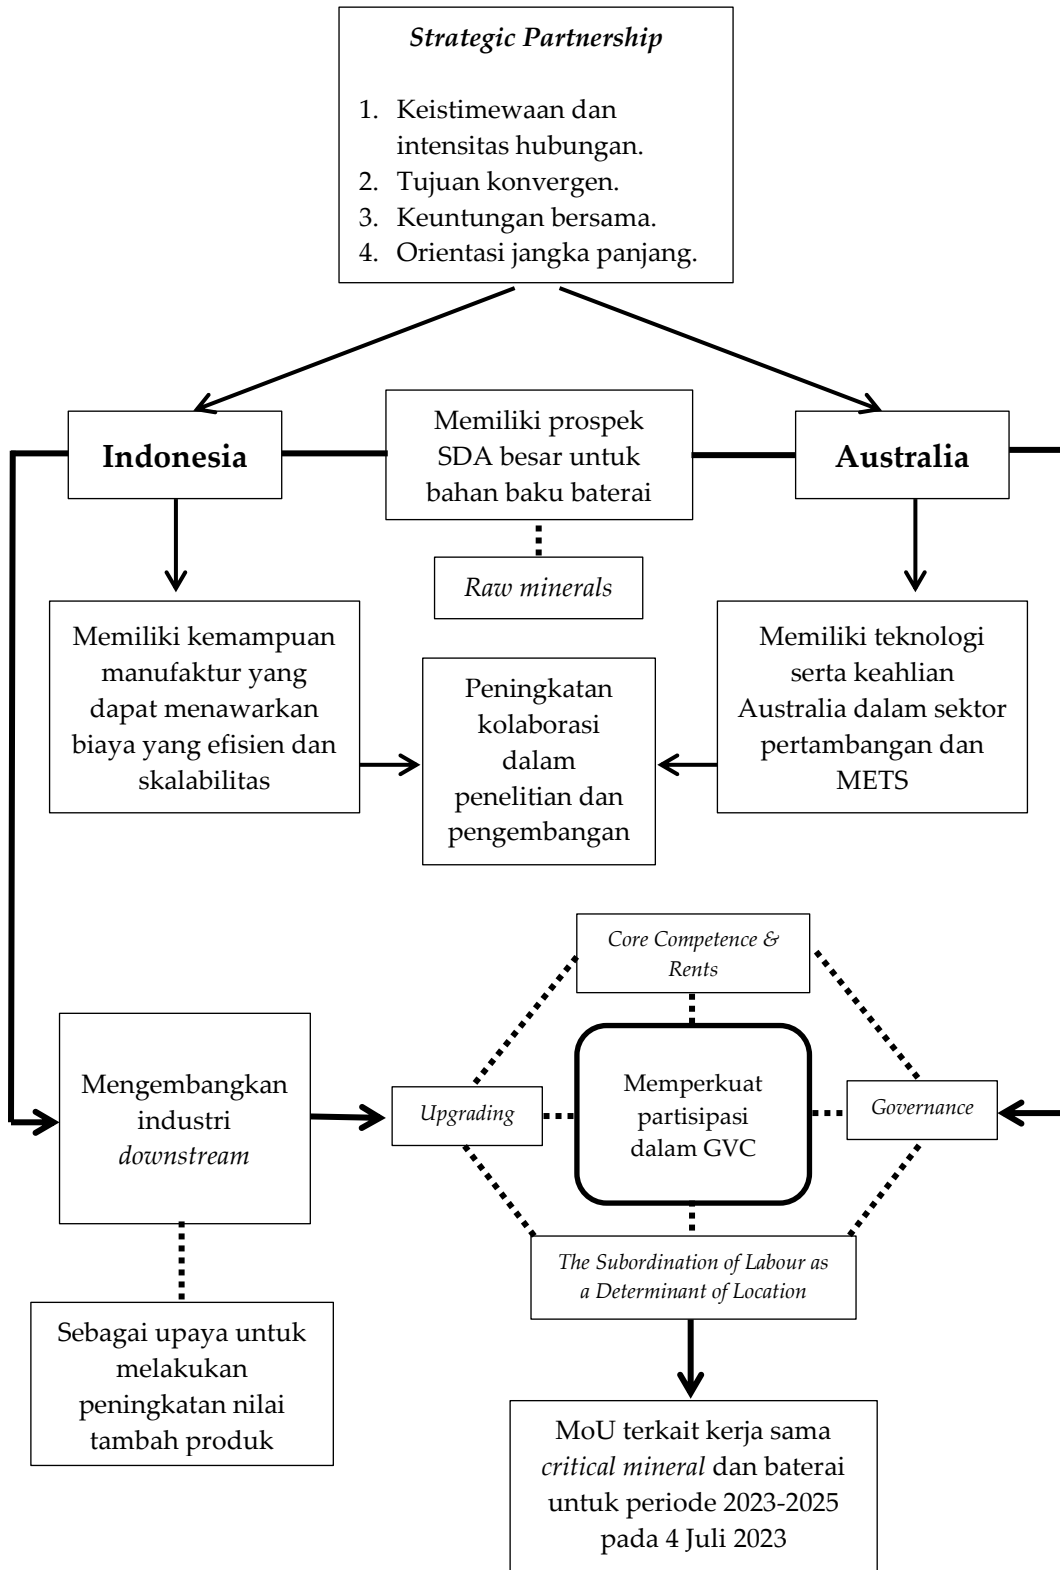 Strategic Partnership
1. Keistimewaan dan
intensitas hubungan.
2. Tujuan konvergen.
3. Keuntungan bersama.
4. Orientasi jangka panjang.
Indonesia
Memiliki prospek
SDA besar untuk
bahan baku baterai
Australia
Raw minerals
Memiliki kemampuan
manufaktur yang
dapat menawarkan
biaya yang efisien dan
skalabilitas
Peningkatan
kolaborasi
dalam
penelitian dan
pengembangan
Memiliki teknologi
serta keahlian
Australia dalam sektor
pertambangan dan
METS
Core Competence &
Rents
Mengembangkan
industri
downstream
Upgrading
Memperkuat
partisipasi
dalam GVC
Governance
The Subordination of Labour as
a Determinant of Location
Sebagai upaya untuk
melakukan
peningkatan nilai
tambah produk
MoU terkait kerja sama
critical mineral dan baterai
untuk periode 2023-2025
pada 4 Juli 2023